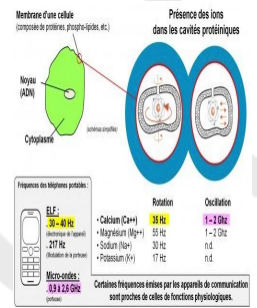 Membrane d'une cellule
(composée de protéines, phospho-lipides, etc.)
Présence des ions
dans les cavités protéiniques
Noyau
(ADN)
Cytoplasme
(schémas simplifiés)
Fréquences des téléphones portables :
ELF :
. 30 – 40 Hz
(électronique de l'appareil)
. 217 Hz
(Modulation de la porteuse)
Micro-ondes :
. 0,9 à 2,6 GHz
(porteuse)
Rotation Oscillation
• Calcium (Ca++) 35 Hz 1 – 2 Ghz
• Magnésium (Mg++) 55 Hz 1 – 2 Ghz
• Sodium (Na+) 30 Hz n.d.
• Potassium (K+) 17 Hz n.d.
Certaines fréquences émises par les appareils de communication
sont proches de celles de fonctions physiologiques.